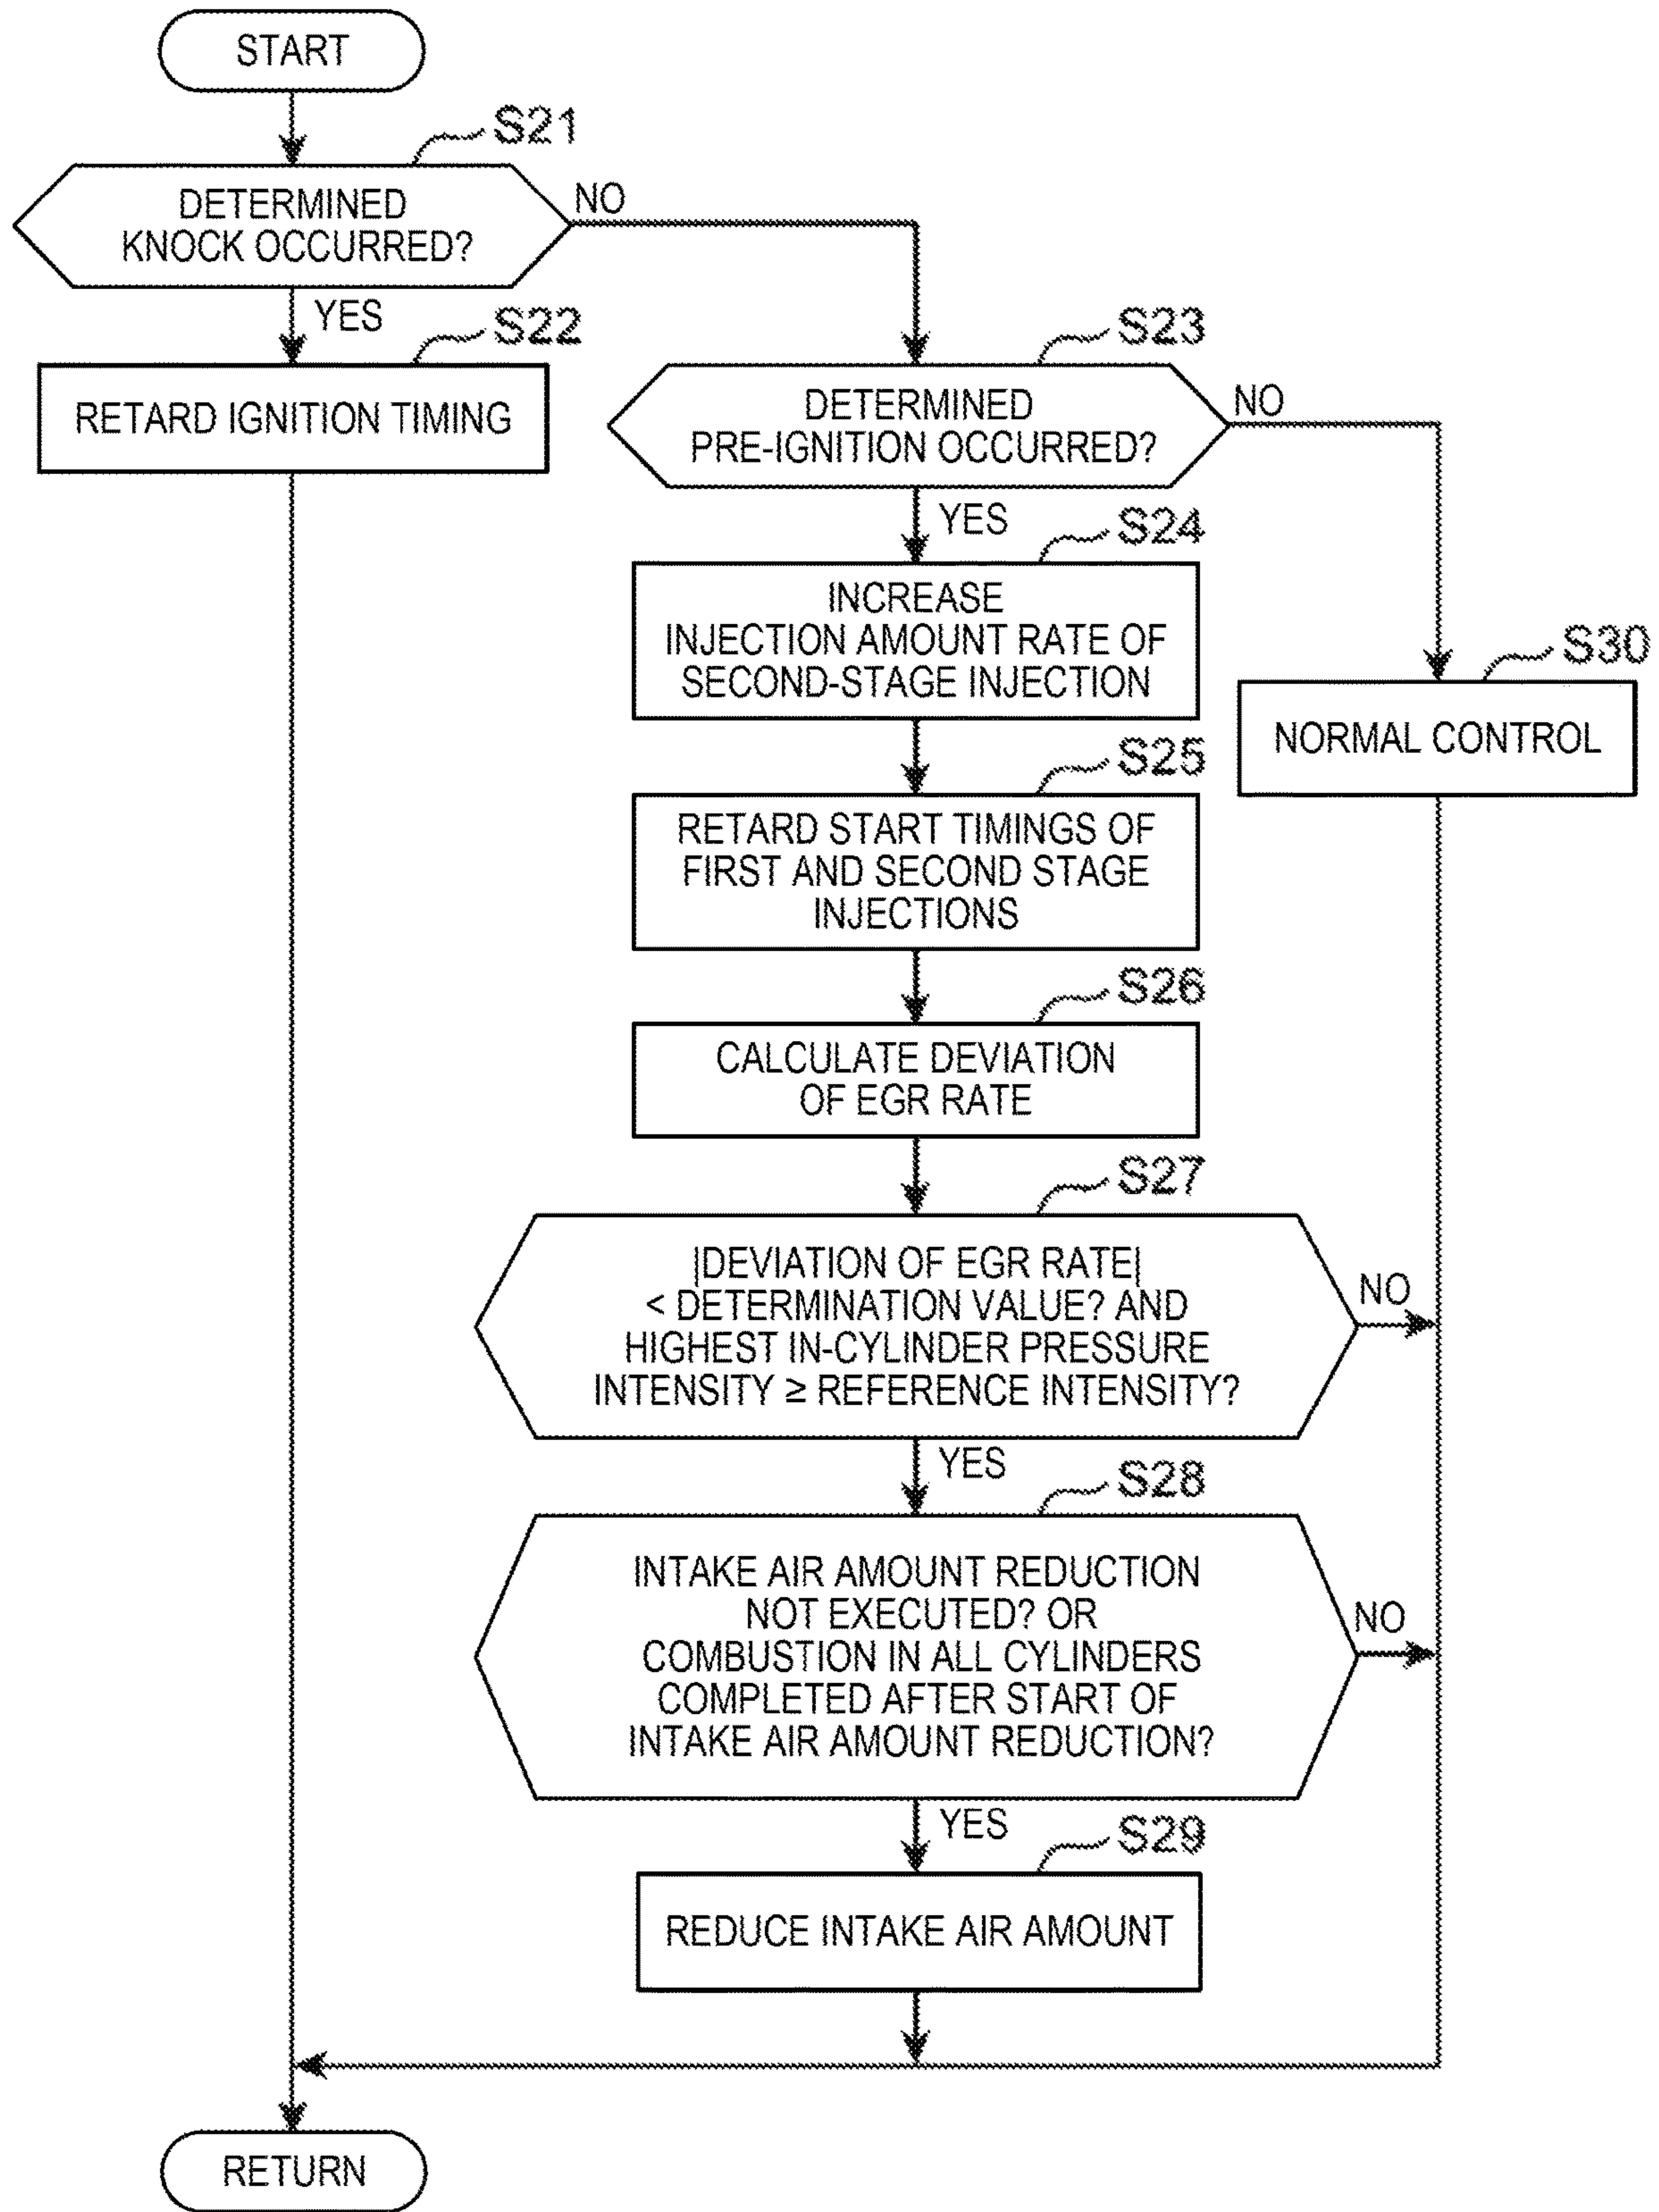 START
S21
DETERMINED
KNOCK OCCURRED?
NO
YES
S22
RETARD IGNITION TIMING
S23
DETERMINED
PRE-IGNITION OCCURRED?
NO
YES
S24
INCREASE
INJECTION AMOUNT RATE OF
SECOND-STAGE INJECTION
S30
NORMAL CONTROL
S25
RETARD START TIMINGS OF
FIRST AND SECOND STAGE
INJECTIONS
S26
CALCULATE DEVIATION
OF EGR RATE
S27
|DEVIATION OF EGR RATE|
< DETERMINATION VALUE? AND
HIGHEST IN-CYLINDER PRESSURE
INTENSITY ≥ REFERENCE INTENSITY?
NO
YES
S28
INTAKE AIR AMOUNT REDUCTION
NOT EXECUTED? OR
COMBUSTION IN ALL CYLINDERS
COMPLETED AFTER START OF
INTAKE AIR AMOUNT REDUCTION?
NO
YES
S29
REDUCE INTAKE AIR AMOUNT
RETURN